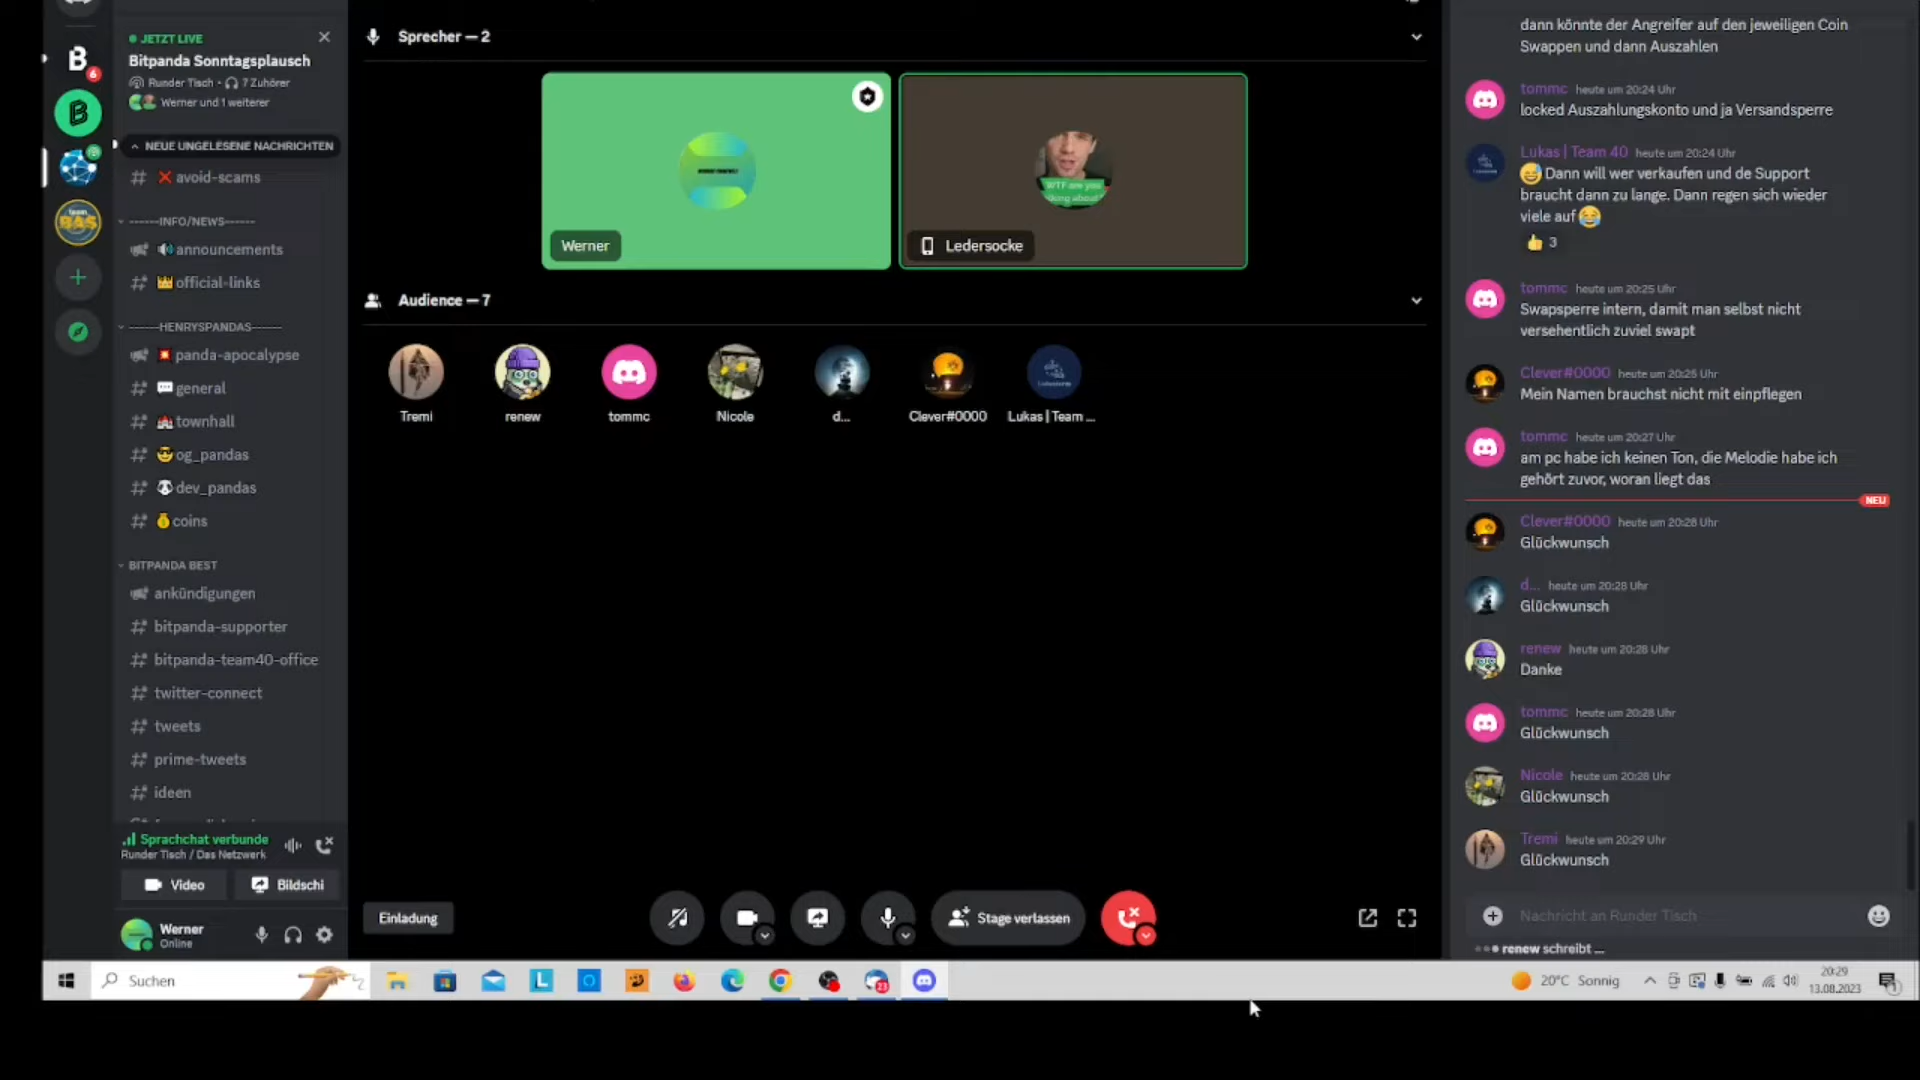 JETZT LIVE
Bitpanda Sonntagsplausch
Runder Tisch • 7 Zuhörer
Werner und 1 weiterer
NEUE UNGELESENE NACHRICHTEN
# ❌ avoid-scams
------INFO/NEWS------
🔊 announcements
# 👑 official-links
-------HENRYSPANDAS-------
💥 panda-apocalypse
# 💬 general
# 🏰 townhall
# 😎 og_pandas
# 🐼 dev_pandas
# 💰 coins
BITPANDA BEST
ankündigungen
# bitpanda-supporter
# bitpanda-team40-office
# twitter-connect
# tweets
# prime-tweets
# ideen
Sprachchat verbunde
Runder Tisch / Das Netzwerk
Video
Bildschi
Werner
Online
Sprecher — 2
Werner
WTF are you
Ledersocke
Audience — 7
Tremi
renew
tommc
Nicole
d...
Clever#0000
Lukas | Team ...
Einladung
Stage verlassen
dann könnte der Angreifer auf den jeweiligen Coin
Swappen und dann Auszahlen
tommc heute um 20:24 Uhr
locked Auszahlungskonto und ja Versandsperre
Lukas | Team 40 heute um 20:24 Uhr
😅 Dann will wer verkaufen und de Support
braucht dann zu lange. Dann regen sich wieder
viele auf 😂
👍 3
tommc heute um 20:25 Uhr
Swapsperre intern, damit man selbst nicht
versehentlich zuviel swapt
Clever#0000 heute um 20:25 Uhr
Mein Namen brauchst nicht mit einpflegen
tommc heute um 20:27 Uhr
am pc habe ich keinen Ton, die Melodie habe ich
gehört zuvor, woran liegt das
NEU
Clever#0000 heute um 20:28 Uhr
Glückwunsch
d... heute um 20:28 Uhr
Glückwunsch
renew heute um 20:28 Uhr
Danke
tommc heute um 20:28 Uhr
Glückwunsch
Nicole heute um 20:28 Uhr
Glückwunsch
Tremi heute um 20:29 Uhr
Glückwunsch
Nachricht an Runder Tisch
renew schreibt ...
Suchen
L
23
20°C Sonnig
20:29
13.08.2023
B
6
B
team
BAS